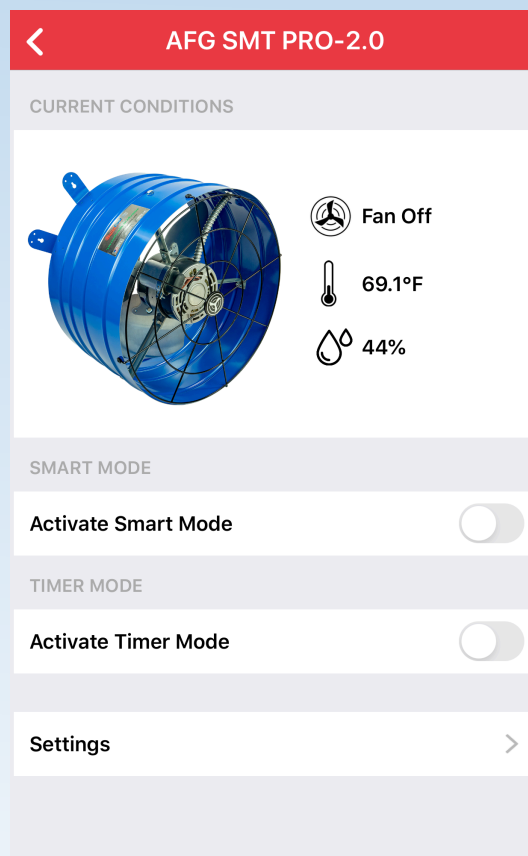 AFG SMT PRO-2.0
CURRENT CONDITIONS
Fan Off
69.1°F
44%
SMART MODE
Activate Smart Mode
TIMER MODE
Activate Timer Mode
Settings